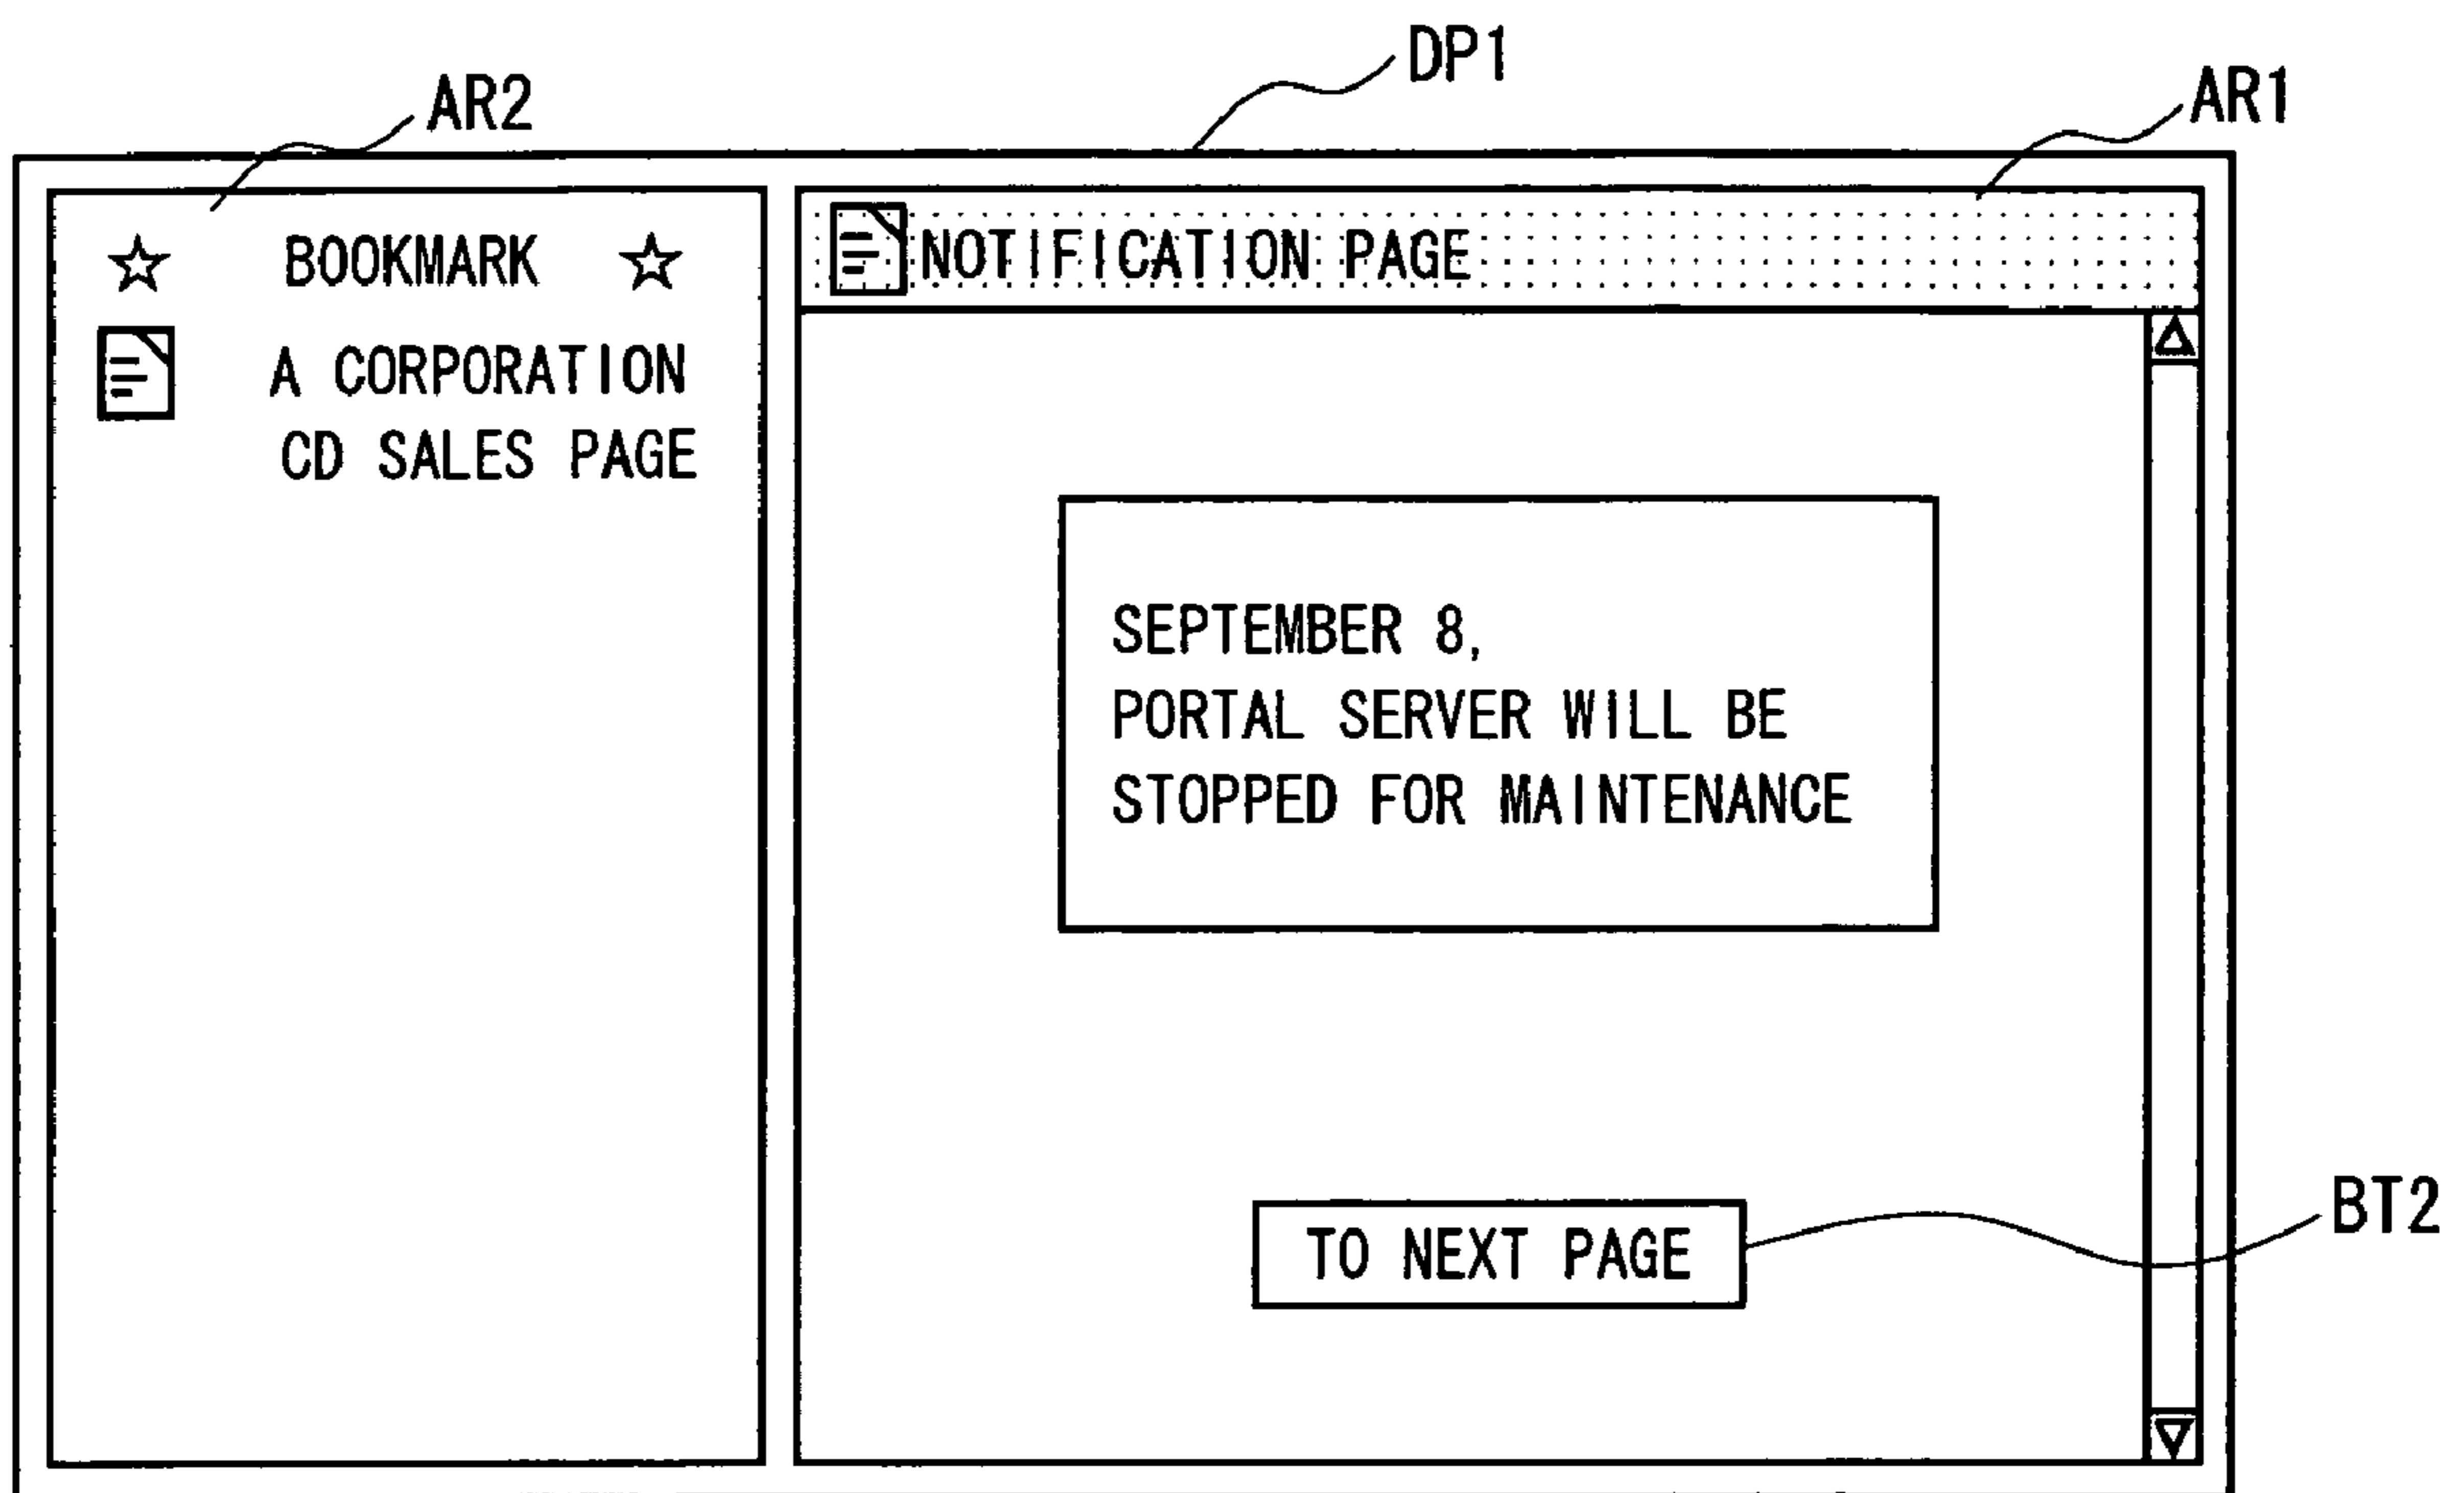 DP1
AR2
AR1
☆ BOOKMARK ☆
A CORPORATION
CD SALES PAGE
NOTIFICATION PAGE
SEPTEMBER 8,
PORTAL SERVER WILL BE
STOPPED FOR MAINTENANCE
TO NEXT PAGE
BT2